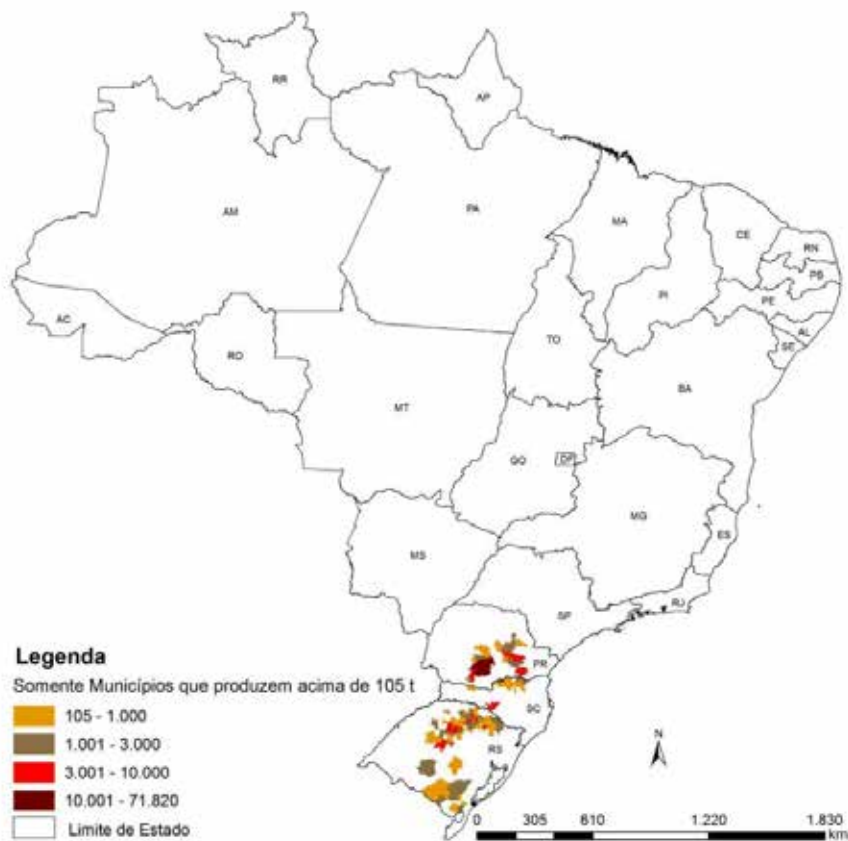 RR
AP
AM
PA
MA
CE
RN
PB
PE
AL
SE
PI
AC
RO
TO
MT
BA
GO
DF
MG
ES
MS
SP
RJ
PR
SC
RS
Legenda
Somente Municípios que produzem acima de 105 t
105 - 1.000
1.001 - 3.000
3.001 - 10.000
10.001 - 71.820
Limite de Estado
N
0 305 610 1.220 1.830
km